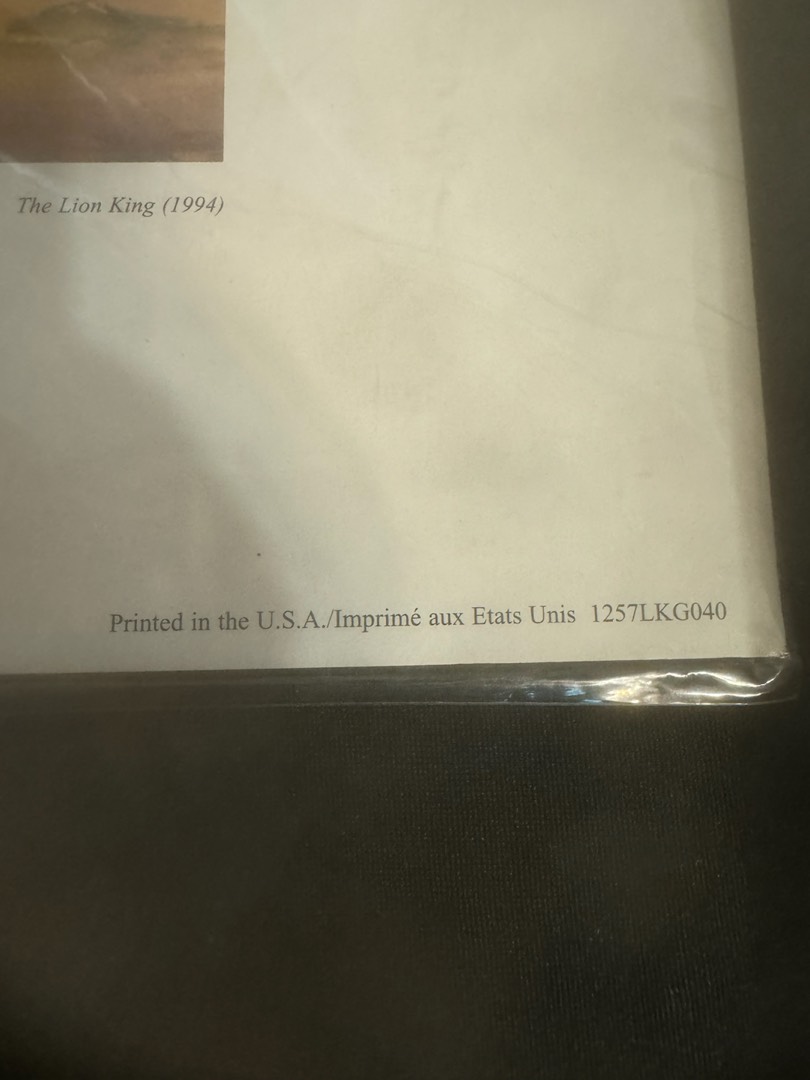 The Lion King (1994)
Printed in the U.S.A./Imprimé aux Etats Unis 1257LKG040